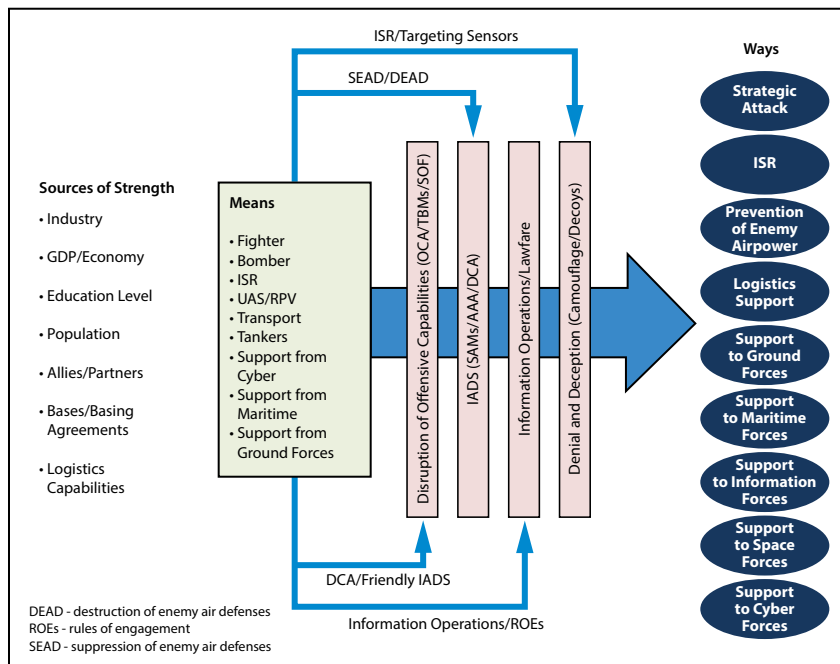 ISR/Targeting Sensors
SEAD/DEAD
Sources of Strength
• Industry
• GDP/Economy
• Education Level
• Population
• Allies/Partners
• Bases/Basing
Agreements
• Logistics
Capabilities
Means
• Fighter
• Bomber
• ISR
• UAS/RPV
• Transport
• Tankers
• Support from
Cyber
• Support from
Maritime
• Support from
Ground Forces
Disruption of Offensive Capabilities (OCA/TBMs/SOF)
IADS (SAMs/AAA/DCA)
Information Operations/Lawfare
Denial and Deception (Camouflage/Decoys)
Ways
Strategic
Attack
ISR
Prevention
of Enemy
Airpower
Logistics
Support
Support
to Ground
Forces
Support
to Maritime
Forces
Support
to Information
Forces
Support
to Space
Forces
Support
to Cyber
Forces
DCA/Friendly IADS
Information Operations/ROEs
DEAD - destruction of enemy air defenses
ROEs - rules of engagement
SEAD - suppression of enemy air defenses